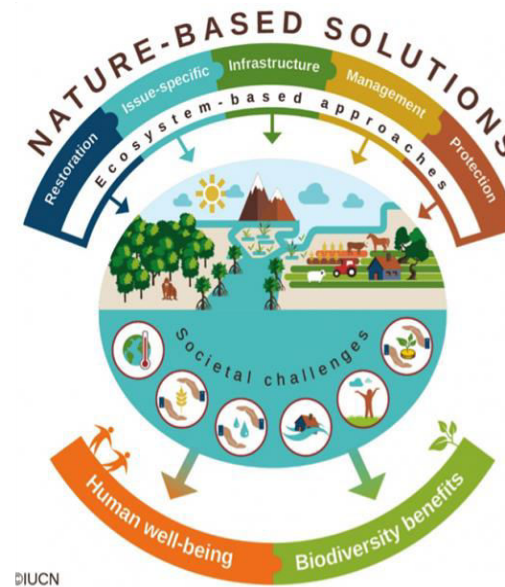 NATURE-BASED SOLUTIONS
Restoration
Issue-specific
Infrastructure
Management
Protection
Ecosystem-based approaches
Societal challenges
Human well-being
Biodiversity benefits
©IUCN